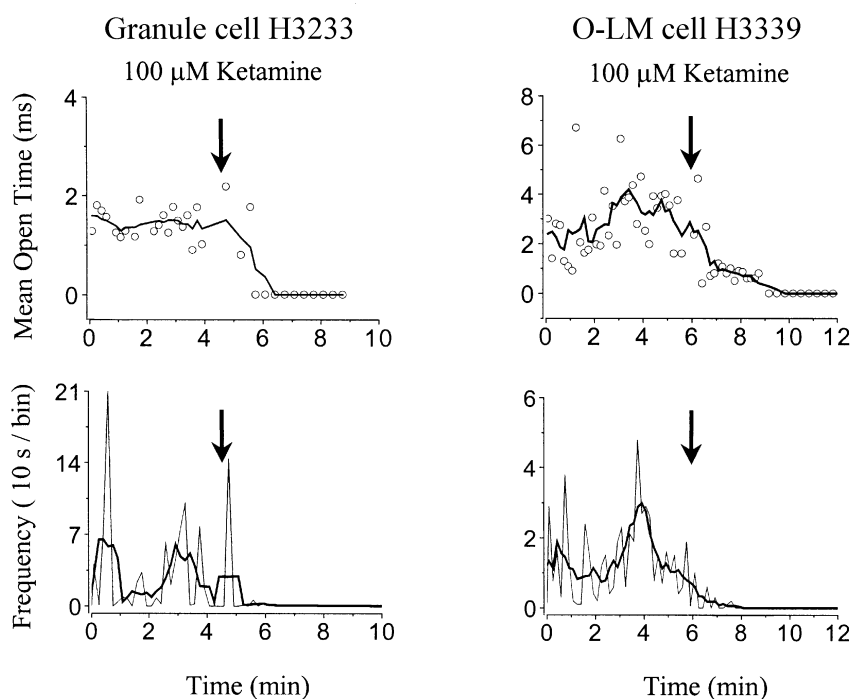 Granule cell H3233
O-LM cell H3339
100 μM Ketamine
100 μM Ketamine
Mean Open Time (ms)
4
2
0
0 2 4 6 8 10
8
6
4
2
0
0 2 4 6 8 10 12
Frequency ( 10 s / bin)
21
14
7
0
0 2 4 6 8 10
6
4
2
0
0 2 4 6 8 10 12
Time (min)
Time (min)